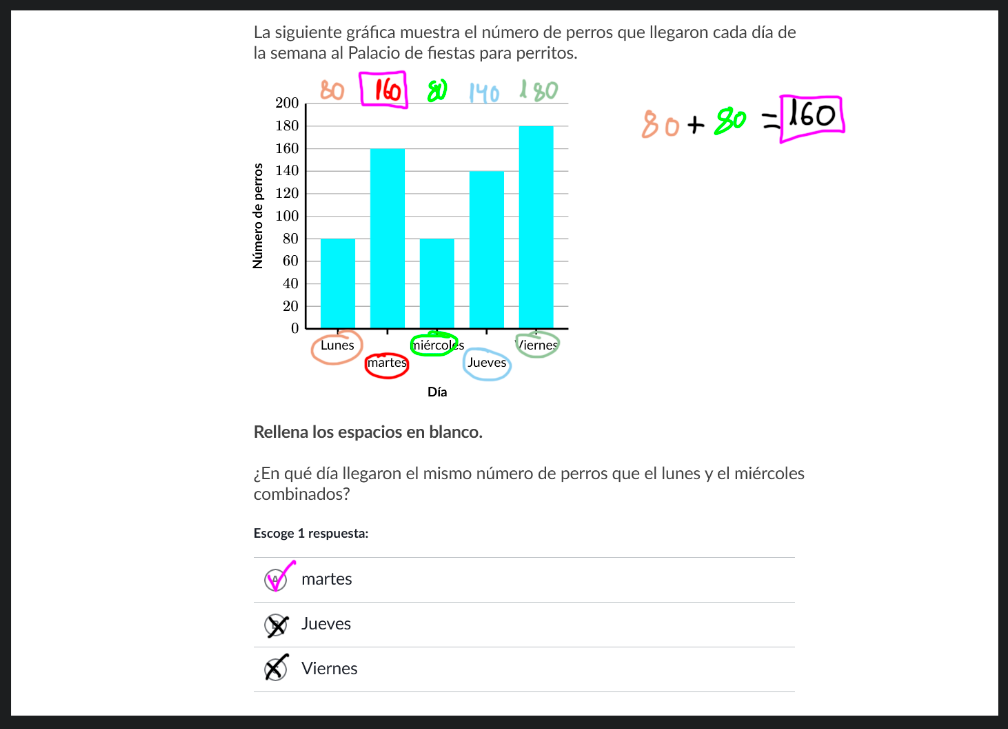 La siguiente gráfica muestra el número de perros que llegaron cada día de
la semana al Palacio de fiestas para perritos.
80 160 80 140 180
80 + 80 = 160
200
180
160
140
120
100
80
60
40
20
0
Número de perros
Lunes martes miércoles Jueves Viernes
Día
Rellena los espacios en blanco.
¿En qué día llegaron el mismo número de perros que el lunes y el miércoles
combinados?
Escoge 1 respuesta:
martes
Jueves
Viernes